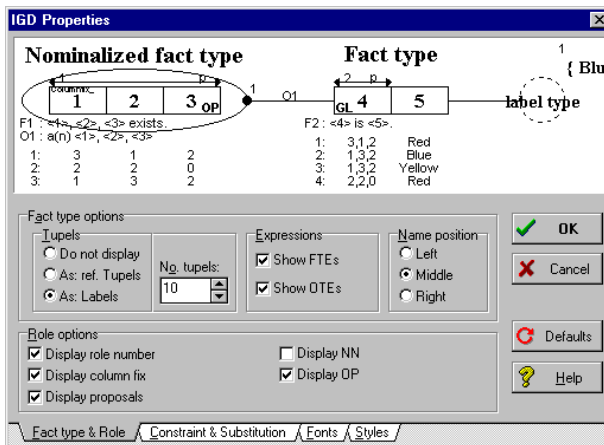 IGD Properties
Nominalized fact type
Fact type
1
{ Blu
1
p
1
2
p
1 2 3 OP
O1
GL 4 5
label type
F1 : <1>, <2>, <3> exists.
O1 : a(n) <1>, <2>, <3>
1: 3 1 2
2: 2 2 0
3: 1 3 2
F2 : <4> is <5>.
1: 3,1,2 Red
2: 1,3,2 Blue
3: 1,3,2 Yellow
4: 2,2,0 Red
Fact type options
Tupels
Do not display
As: ref. Tupels
As: Labels
No. tupels:
10
Expressions
Show FTEs
Show OTEs
Name position
Left
Middle
Right
OK
Cancel
Role options
Display role number
Display column fix
Display proposals
Display NN
Display OP
Defaults
Help
Fact type & Role
Constraint & Substitution
Fonts
Styles